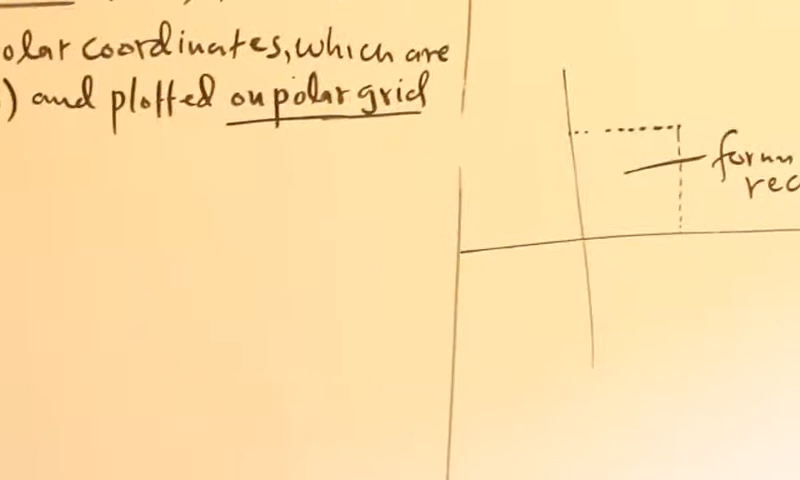 olar coordinates, which are
) and plotted on polar grid
form
rec